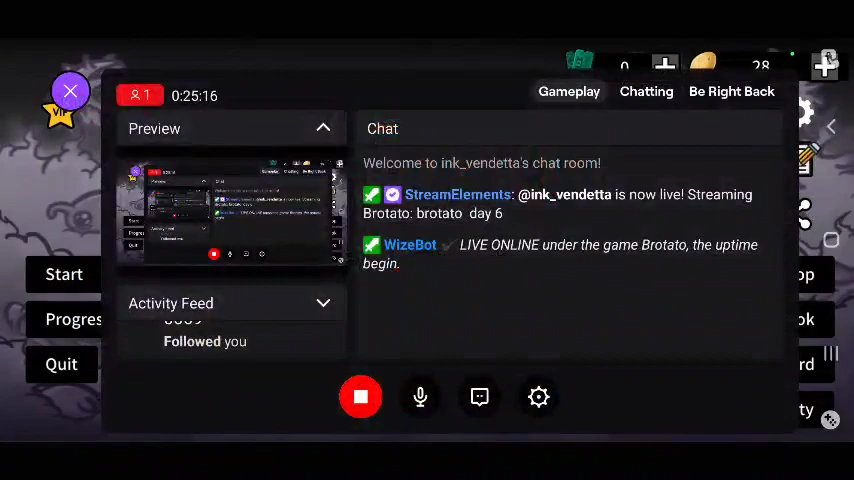 0
28
VIP
1
0:25:16
Gameplay
Chatting
Be Right Back
Preview
Chat
Welcome to ink_vendetta's chat room!
StreamElements: @ink_vendetta is now live! Streaming
Brotato: brotato day 6
WizeBot LIVE ONLINE under the game Brotato, the uptime
begin.
Start
Progres
Quit
Activity Feed
Followed you
op
ok
rd
ty